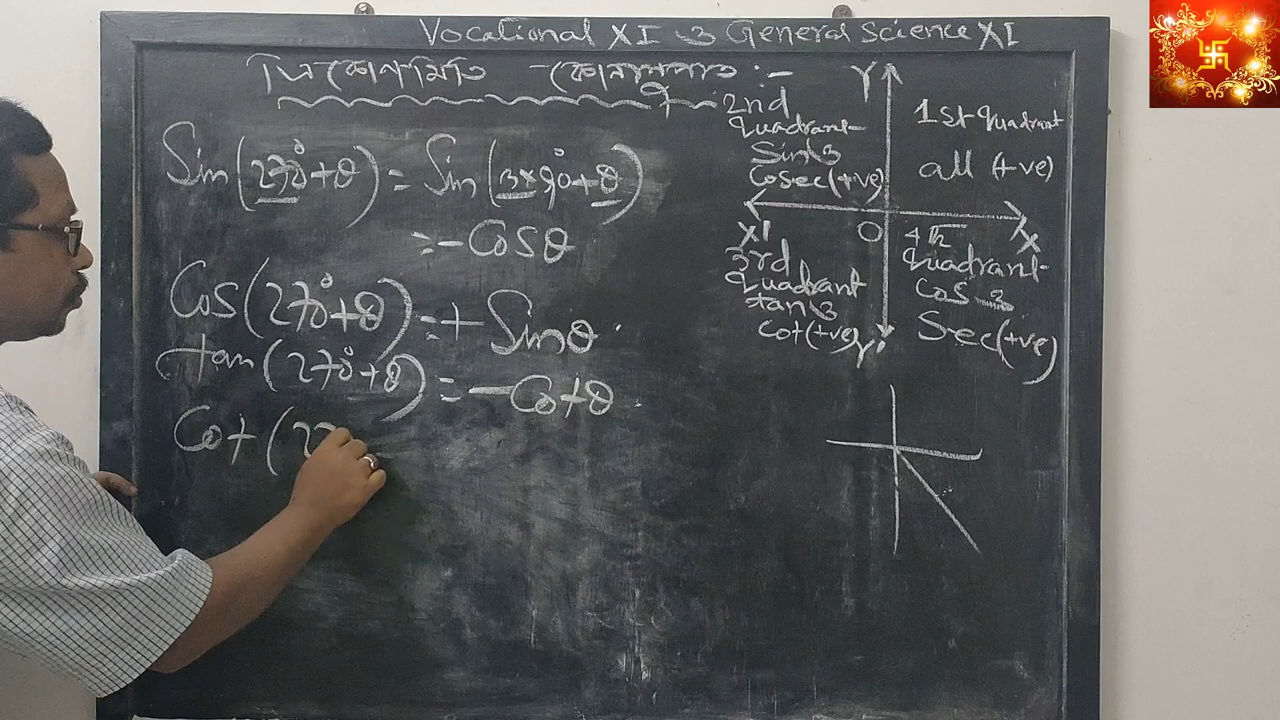 Vocational XI ও General Science XI
ত্রিকোণমিতি -কোনানুপাত :-
Sin(270°+θ) = Sin(3×90°+θ)
= -Cosθ
Cos(270°+θ) = + Sinθ.
tan(270°+θ) = -Cotθ.
Cot(27
Y
2nd
Quadrant
Sin ও
Cosec(+ve)
1st Quadrant
all (+ve)
X'
O
X
3rd
Quadrant
tan ও
Cot(+ve)
4th
Quadrant
Cos ও
Sec(+ve)
Y'